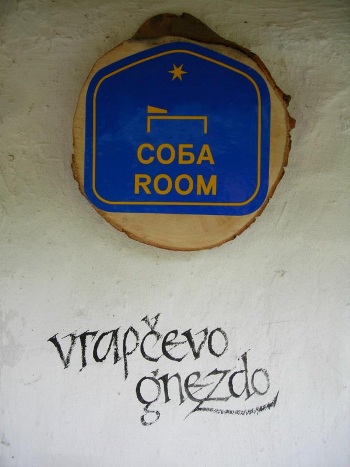 СОБА
ROOM
vrapčevo
gnezdo